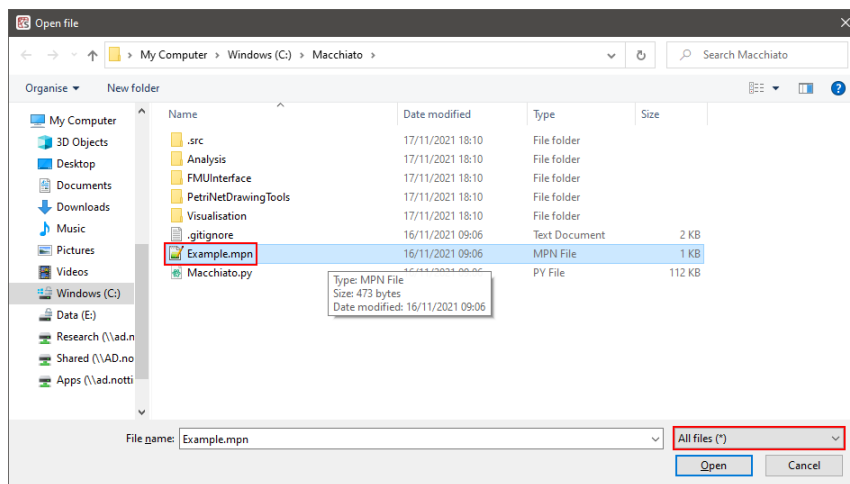 Open file
My Computer > Windows (C:) > Macchiato >
Search Macchiato
Organise
New folder
Name Date modified Type Size
My Computer
3D Objects
Desktop
Documents
Downloads
Music
Pictures
Videos
Windows (C:)
Data (E:)
Research (\\ad.n
Shared (\\AD.no
Apps (\\ad.notti
.src 17/11/2021 18:10 File folder
Analysis 17/11/2021 18:10 File folder
FMUInterface 17/11/2021 18:10 File folder
PetriNetDrawingTools 17/11/2021 18:10 File folder
Visualisation 17/11/2021 18:10 File folder
.gitignore 16/11/2021 09:06 Text Document 2 KB
Example.mpn 16/11/2021 09:06 MPN File 1 KB
Macchiato.py PY File 112 KB
Type: MPN File
Size: 473 bytes
Date modified: 16/11/2021 09:06
File name: Example.mpn
All files (*)
Open Cancel